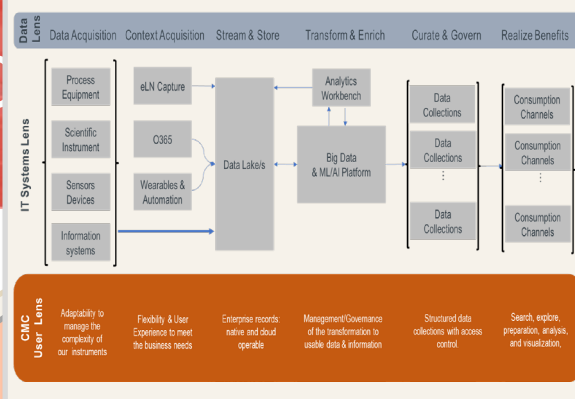 Data Lens
Data Acquisition
Context Acquisition
Stream & Store
Transform & Enrich
Curate & Govern
Realize Benefits
IT Systems Lens
Process
Equipment
Scientific
Instrument
Sensors
Devices
Information
systems
eLN Capture
O365
Wearables &
Automation
Data Lake/s
Analytics
Workbench
Big Data
& ML/AI Platform
Data
Collections
Data
Collections
Data
Collections
Consumption
Channels
Consumption
Channels
Consumption
Channels
CMC
User Lens
Adaptability to
manage the
complexity of
our instruments
Flexibility & User
Experience to meet
the business needs
Enterprise records:
native and cloud
operable
Management/Governance
of the transformation to
usable data & information
Structured data
collections with access
control.
Search, explore,
preparation, analysis,
and visualization,